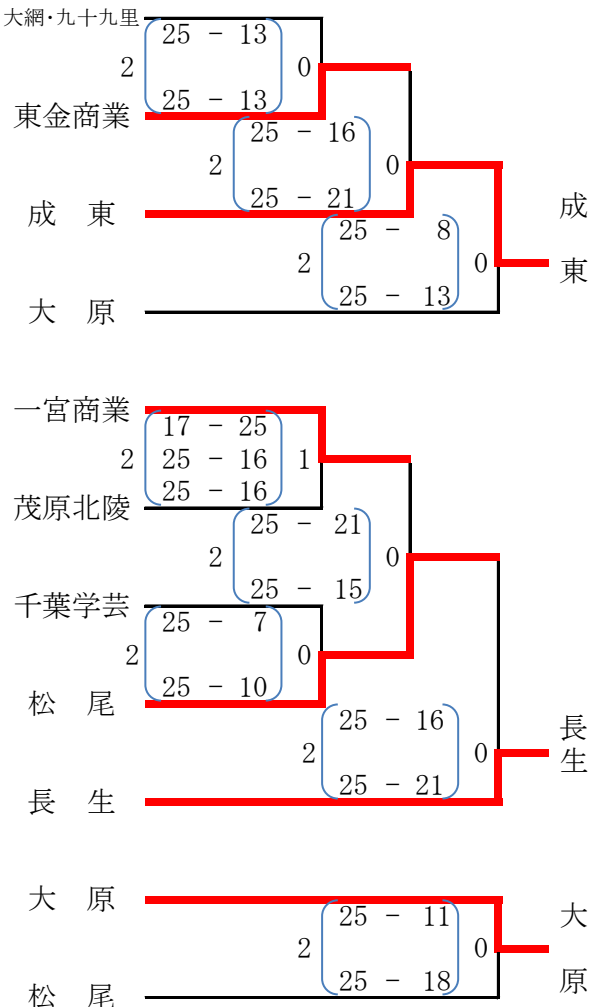 大網・九十九里
25 - 13
2 0
25 - 13
東金商業
25 - 16
2 0
25 - 21
成 東
25 - 8
2 0
25 - 13
大 原
成東
一宮商業
17 - 25
2 25 - 16 1
25 - 16
茂原北陵
25 - 21
2 0
25 - 15
千葉学芸
25 - 7
2 0
25 - 10
松 尾
25 - 16
2 0
25 - 21
長 生
長生
大 原
25 - 11
2 0
25 - 18
松 尾
大原